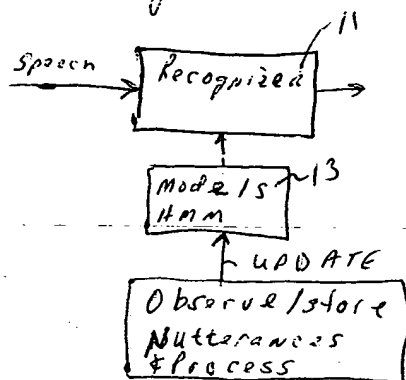 11
Speech
Recognizer
Models
HMM
13
UPDATE
Observe/store
N utterances
& Process